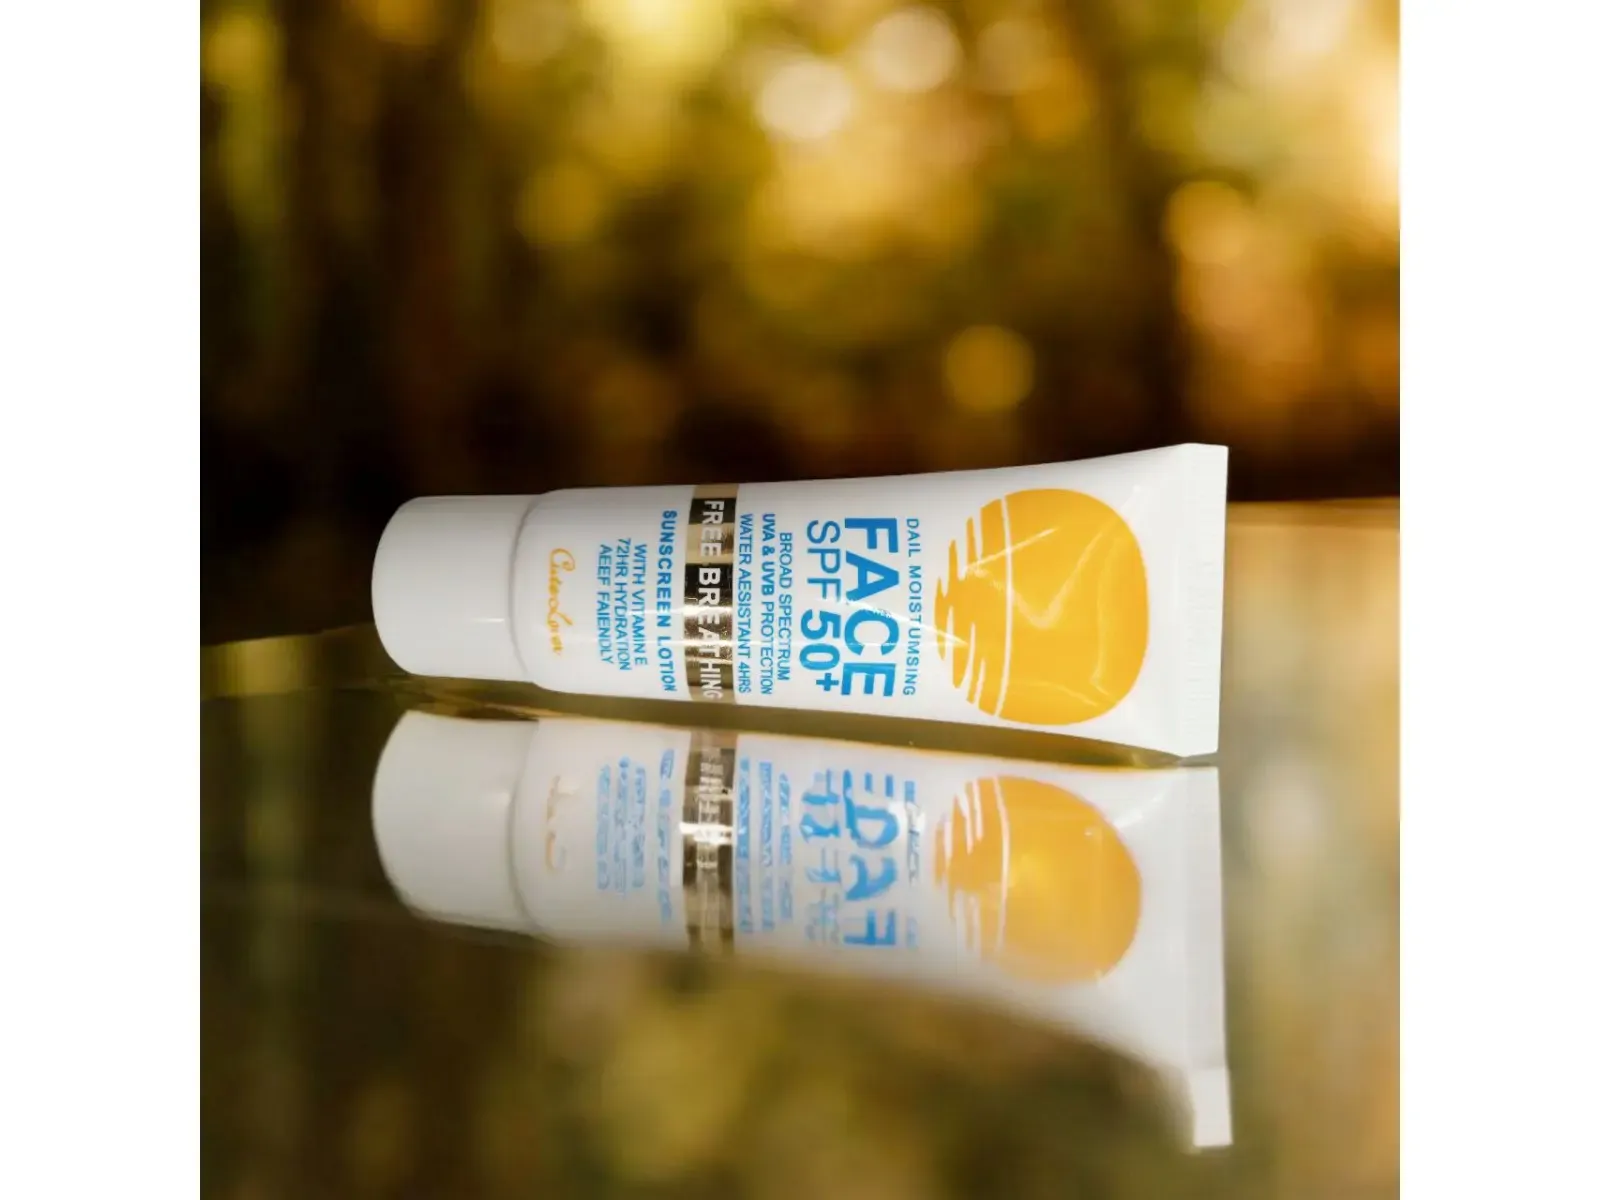 DAIL MOISTUMSING
FACE
SPF 50+
BROAD SPECTRUM
UVA & UVB PROTECTION
WATER AESISTANT 4HRS
FREE BREATHING
SUNSCREEN LOTION
WITH VITAMIN E
72HR HYDRATION
AEEF FAIENDLY